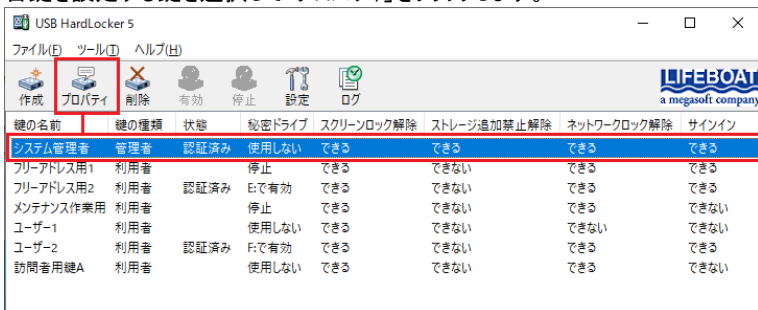 USB HardLocker 5
ファイル(F) ツール(T) ヘルプ(H)
作成 プロパティ 削除 有効 停止 設定 ログ
LIFEBOAT
a megasoft company
鍵の名前 鍵の種類 状態 秘密ドライブ スクリーンロック解除 ストレージ追加禁止解除 ネットワークロック解除 サインイン
システム管理者 管理者 認証済み 使用しない できる できる できる できる
フリーアドレス用1 利用者 停止 できる できない できる できる
フリーアドレス用2 利用者 認証済み E:で有効 できる できない できる できる
メンテナンス作業用 利用者 停止 できる できない できる できない
ユーザー1 利用者 使用しない できる できない できない できない
ユーザー2 利用者 認証済み F:で有効 できる できない できる できる
訪問者用鍵A 利用者 使用しない できる できない できる できない